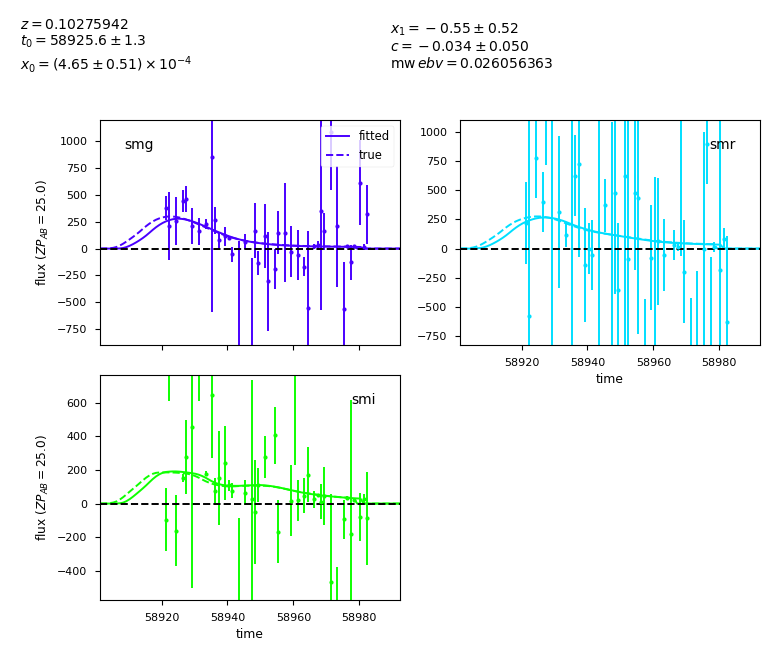 z = 0.10275942
t₀ = 58925.6 ± 1.3
x₀ = (4.65 ± 0.51) × 10⁻⁴
x₁ = −0.55 ± 0.52
c = −0.034 ± 0.050
mw ebv = 0.026056363
smg
fitted
true
1000
750
500
250
0
−250
−500
−750
flux (ZP_AB = 25.0)
smr
1000
750
500
250
0
−250
−500
−750
58920 58940 58960 58980
time
smi
600
400
200
0
−200
−400
flux (ZP_AB = 25.0)
58920 58940 58960 58980
time